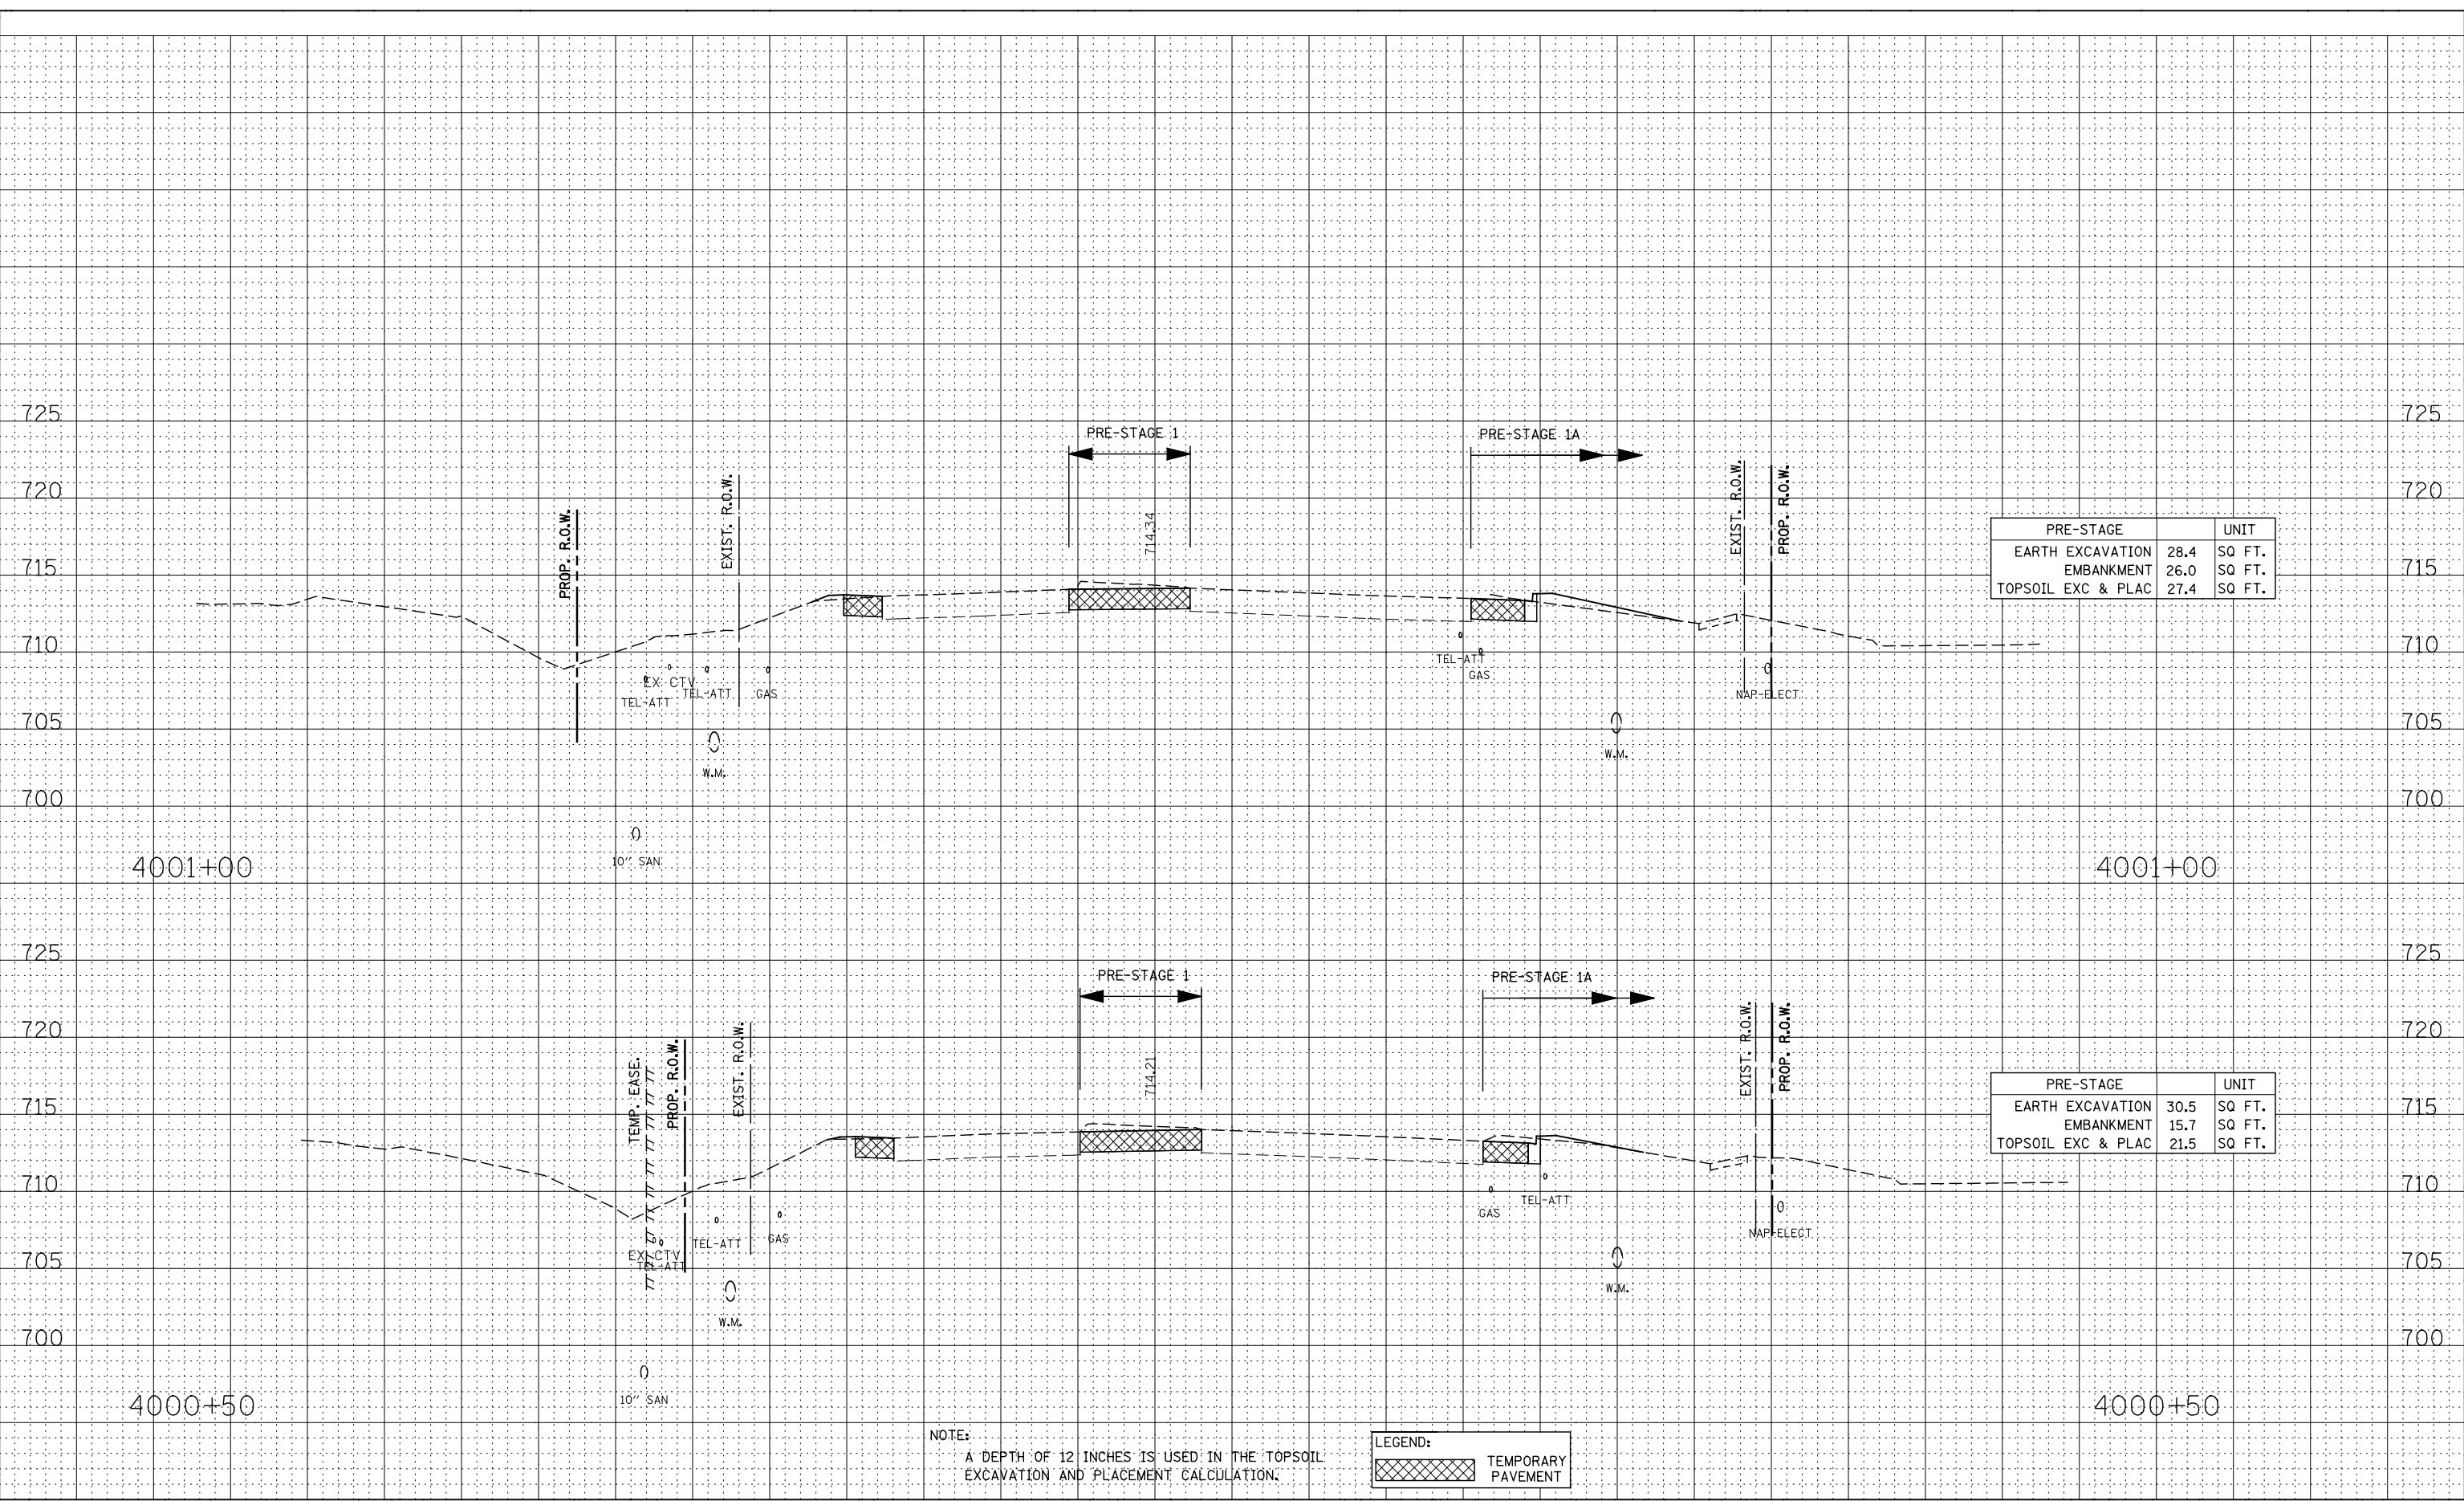 725
725
PRE-STAGE 1
PRE-STAGE 1A
720
720
PROP. R.O.W.
EXIST. R.O.W.
714.34
EXIST. R.O.W.
PROP. R.O.W.
PRE-STAGE UNIT
EARTH EXCAVATION 28.4 SQ FT.
EMBANKMENT 26.0 SQ FT.
TOPSOIL EXC & PLAC 27.4 SQ FT.
715
715
710
710
EX CTV
TEL-ATT
TEL-ATT
GAS
TEL-ATT
GAS
NAP-ELECT
705
705
W.M.
W.M.
700
700
10'' SAN
4001+00
4001+00
725
725
PRE-STAGE 1
PRE-STAGE 1A
720
720
TEMP. EASE.
PROP. R.O.W.
EXIST. R.O.W.
714.21
EXIST. R.O.W.
PROP. R.O.W.
PRE-STAGE UNIT
EARTH EXCAVATION 30.5 SQ FT.
EMBANKMENT 15.7 SQ FT.
TOPSOIL EXC & PLAC 21.5 SQ FT.
715
715
710
710
EX CTV
TEL-ATT
TEL-ATT
GAS
GAS
TEL-ATT
NAP-ELECT
705
705
W.M.
W.M.
700
700
10'' SAN
4000+50
4000+50
NOTE:
A DEPTH OF 12 INCHES IS USED IN THE TOPSOIL
EXCAVATION AND PLACEMENT CALCULATION.
LEGEND:
TEMPORARY
PAVEMENT